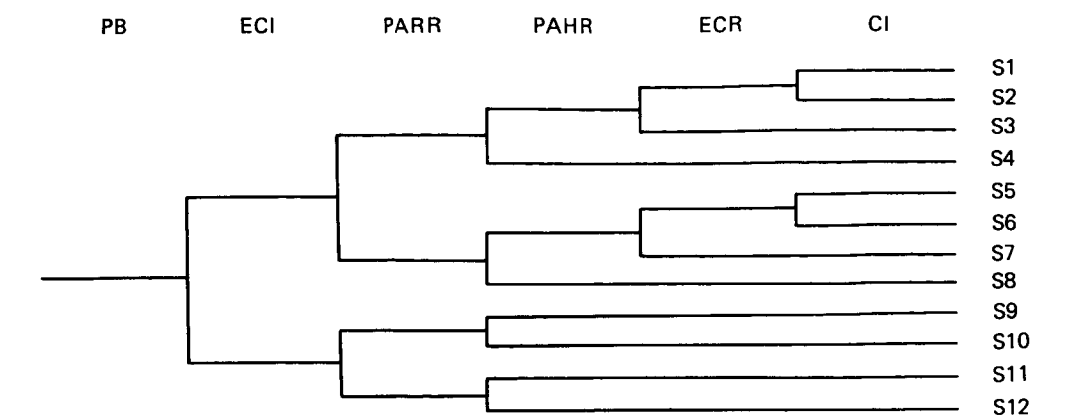 PB ECI PARR PAHR ECR CI
S1
S2
S3
S4
S5
S6
S7
S8
S9
S10
S11
S12